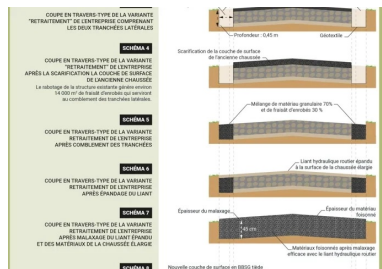 COUPE EN TRAVERS-TYPE DE LA VARIANTE
"RETRAITEMENT" DE L'ENTREPRISE COMPRENANT
LES DEUX TRANCHÉES LATÉRALES
Profondeur : 0,45 m
Géotextile
SCHÉMA 4
COUPE EN TRAVERS-TYPE DE LA VARIANTE
"RETRAITEMENT" DE L'ENTREPRISE
APRÈS LA SCARIFICATION LA COUCHE DE SURFACE
DE L'ANCIENNE CHAUSSÉE
Le rabotage de la structure existante génère environ
14 000 m² de fraisât d'enrobés qui serviront
au comblement des tranchées latérales.
Scarification de la couche de surface
de l'ancienne chaussée
SCHÉMA 5
COUPE EN TRAVERS-TYPE DE LA VARIANTE
RETRAITEMENT DE L'ENTREPRISE
APRÈS COMBLEMENT DES TRANCHÉES
Mélange de matériau granulaire 70%
et de fraisât d'enrobés 30 %
SCHÉMA 6
COUPE EN TRAVERS-TYPE DE LA VARIANTE
RETRAITEMENT DE L'ENTREPRISE
APRÈS ÉPANDAGE DU LIANT
Liant hydraulique routier épandu
à la surface de la chaussée élargie
SCHÉMA 7
COUPE EN TRAVERS-TYPE DE LA VARIANTE
RETRAITEMENT DE L'ENTREPRISE
APRÈS MALAXAGE DU LIANT ÉPANDU
ET DES MATÉRIAUX DE LA CHAUSSÉE ÉLARGIE
Épaisseur du malaxage
Épaisseur du matériau
foisonné
45 cm
Matériaux foisonnés après malaxage
efficace avec le liant hydraulique routier
SCHÉMA 8
Nouvelle couche de surface en BBSG tiède